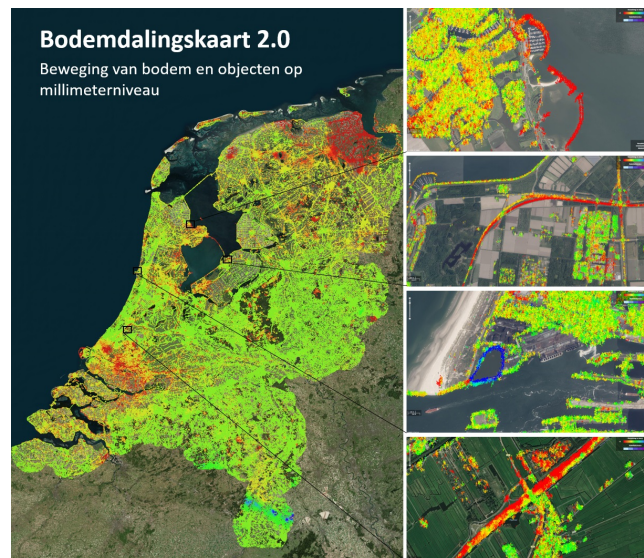 Bodemdalingskaart 2.0
Beweging van bodem en objecten op
millimeterniveau